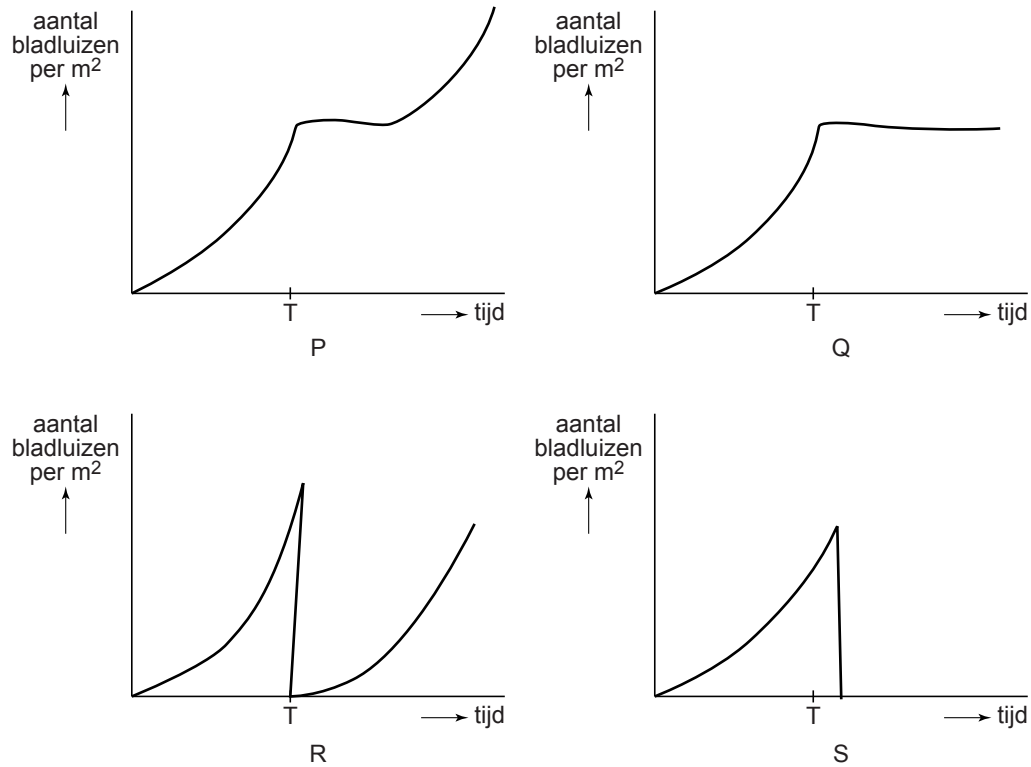 aantal
bladluizen
per m²
T
tijd
P
aantal
bladluizen
per m²
T
tijd
Q
aantal
bladluizen
per m²
T
tijd
R
aantal
bladluizen
per m²
T
tijd
S